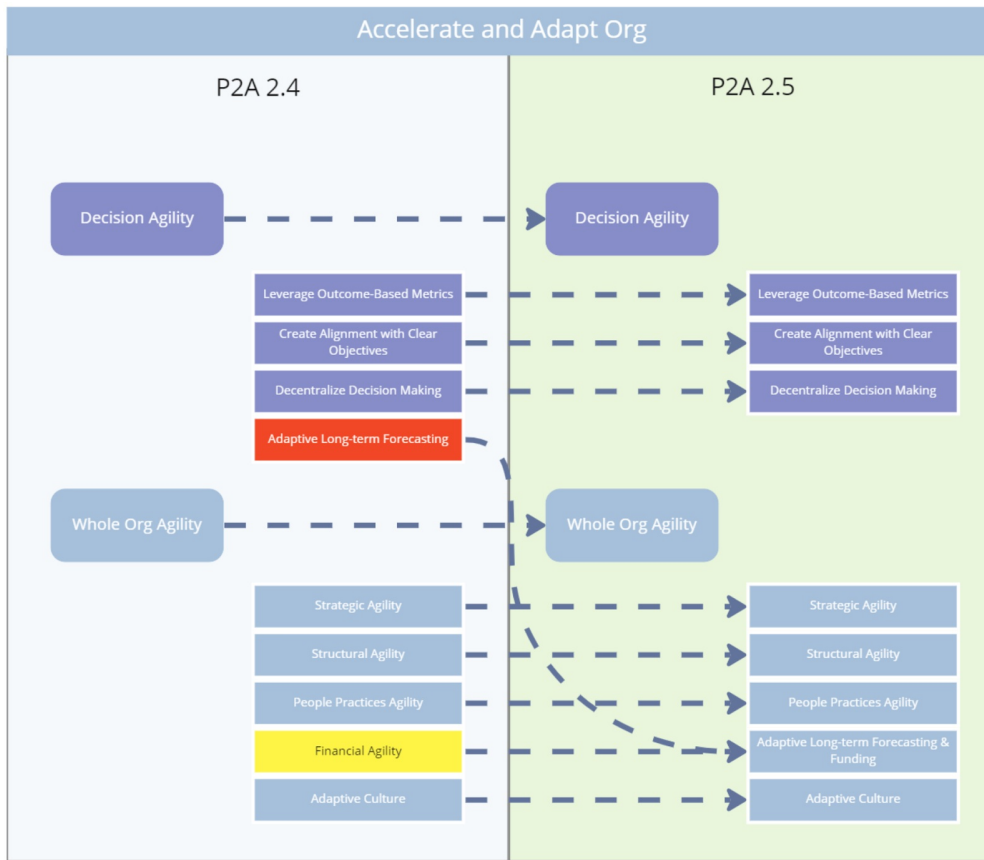 Accelerate and Adapt Org
P2A 2.4
P2A 2.5
Decision Agility
Decision Agility
Leverage Outcome-Based Metrics
Leverage Outcome-Based Metrics
Create Alignment with Clear
Objectives
Create Alignment with Clear
Objectives
Decentralize Decision Making
Decentralize Decision Making
Adaptive Long-term Forecasting
Whole Org Agility
Whole Org Agility
Strategic Agility
Strategic Agility
Structural Agility
Structural Agility
People Practices Agility
People Practices Agility
Financial Agility
Adaptive Long-term Forecasting &
Funding
Adaptive Culture
Adaptive Culture